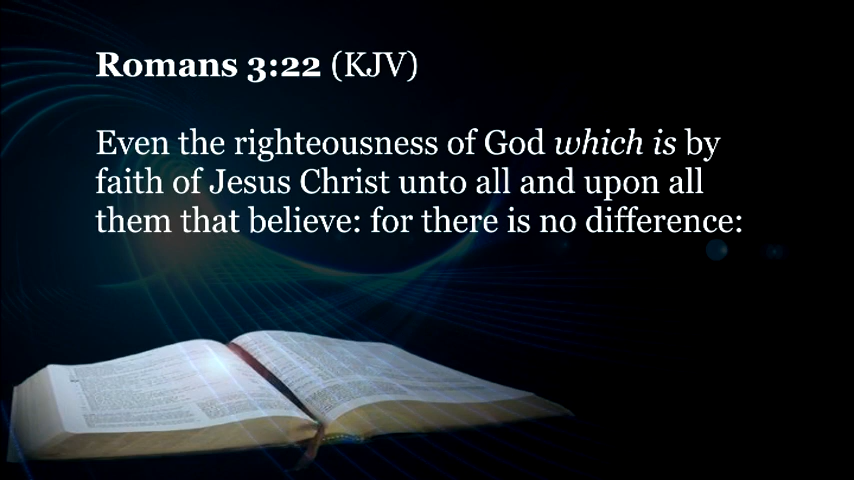 Romans 3:22 (KJV)
Even the righteousness of God which is by
faith of Jesus Christ unto all and upon all
them that believe: for there is no difference: